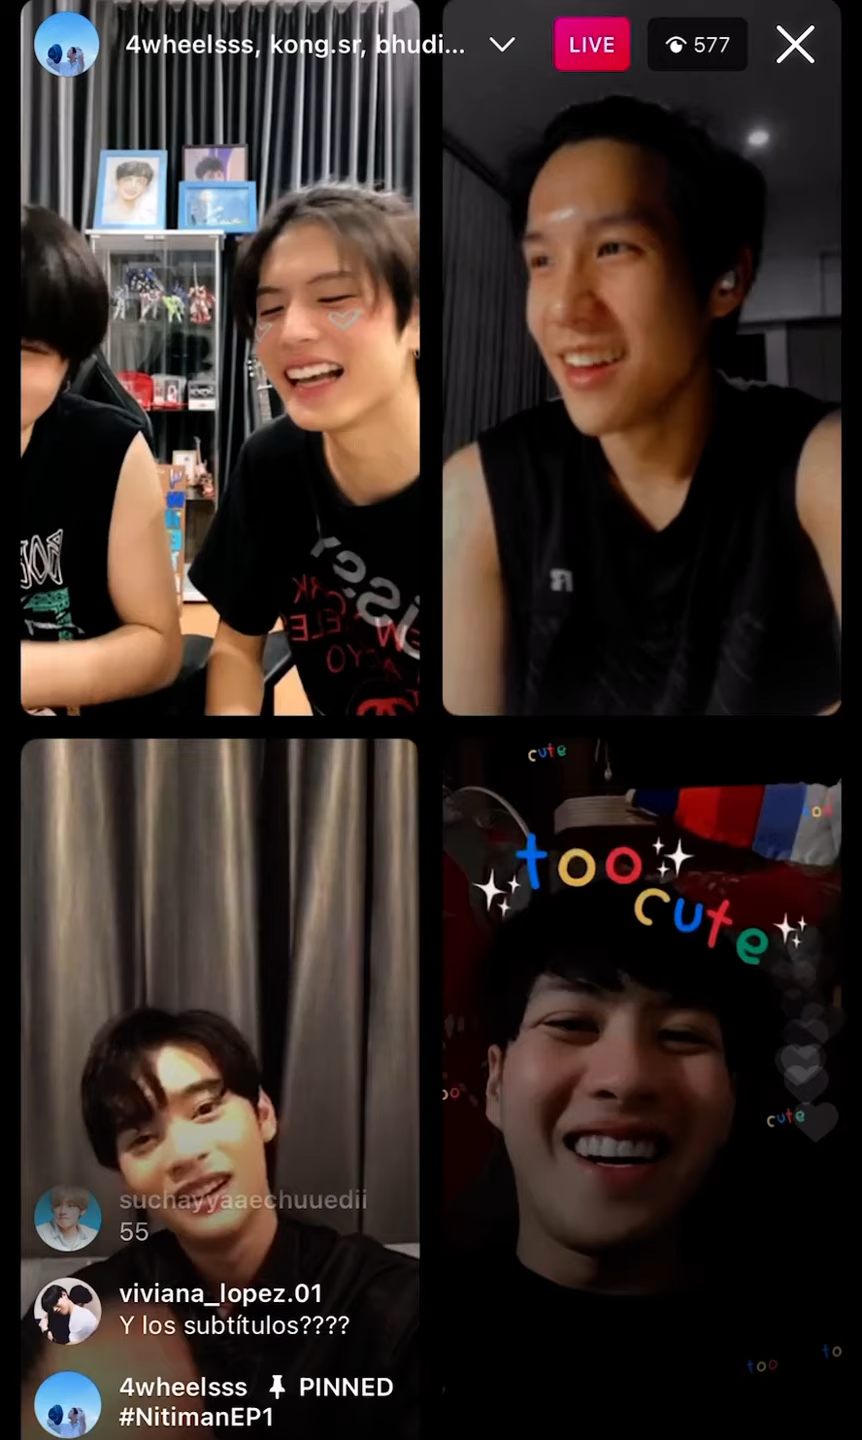 4wheelsss, kong.sr, bhudi...
LIVE
577
cute
too
cute
cute
too
suchayyaaechuuedii
55
viviana_lopez.01
Y los subtítulos????
4wheelsss PINNED
#NitimanEP1